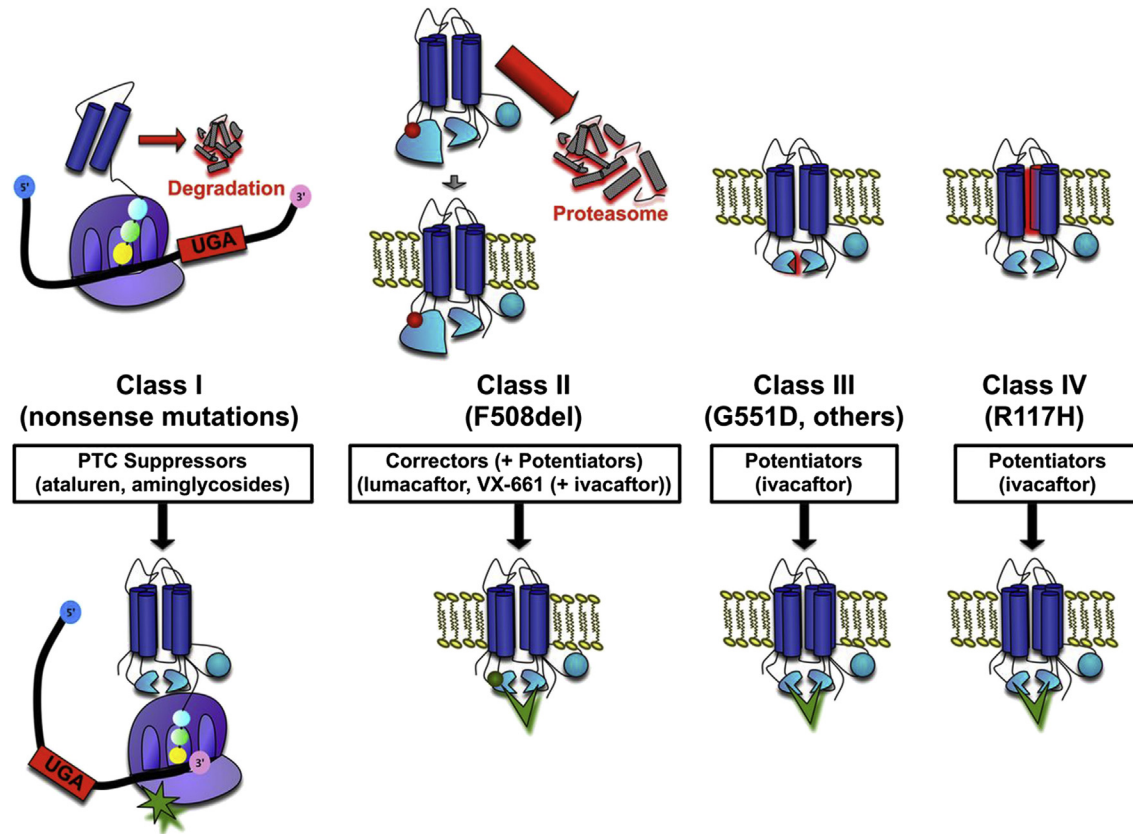 5'
Degradation
3'
UGA
Proteasome
Class I
(nonsense mutations)
Class II
(F508del)
Class III
(G551D, others)
Class IV
(R117H)
PTC Suppressors
(ataluren, aminglycosides)
Correctors (+ Potentiators)
(lumacaftor, VX-661 (+ ivacaftor))
Potentiators
(ivacaftor)
Potentiators
(ivacaftor)
5'
3'
UGA